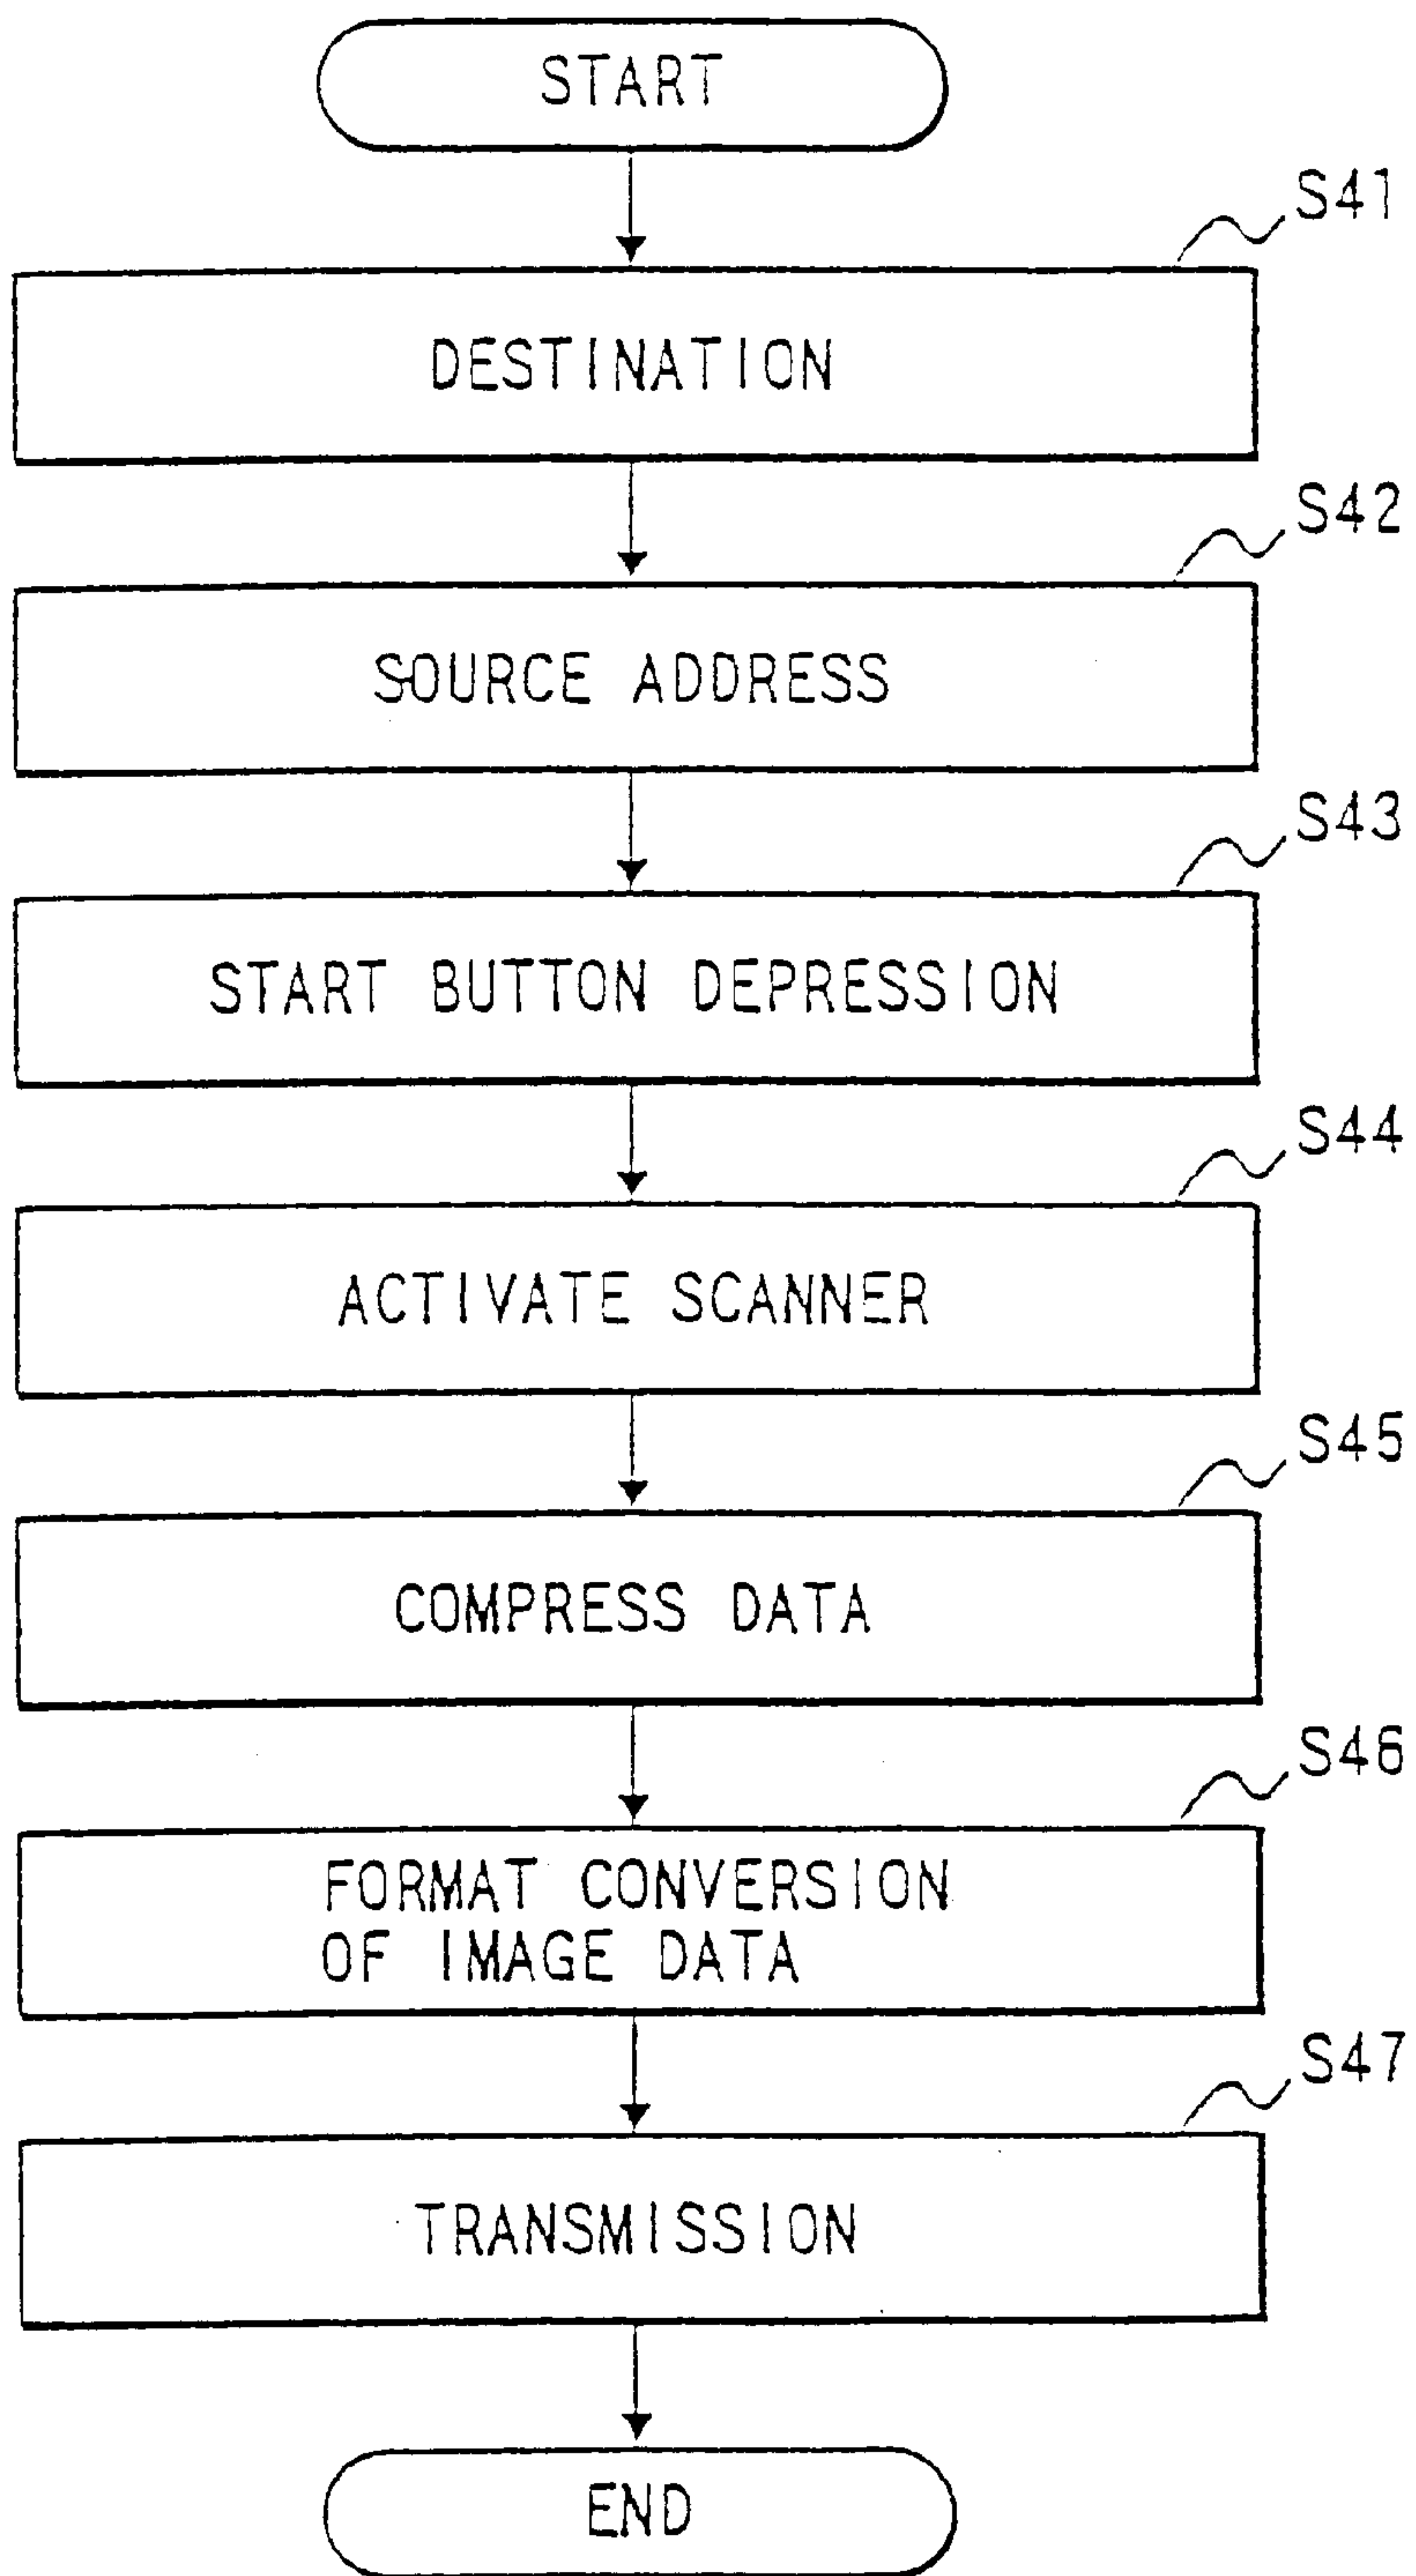 START
S41
DESTINATION
S42
SOURCE ADDRESS
S43
START BUTTON DEPRESSION
S44
ACTIVATE SCANNER
S45
COMPRESS DATA
S46
FORMAT CONVERSION
OF IMAGE DATA
S47
TRANSMISSION
END